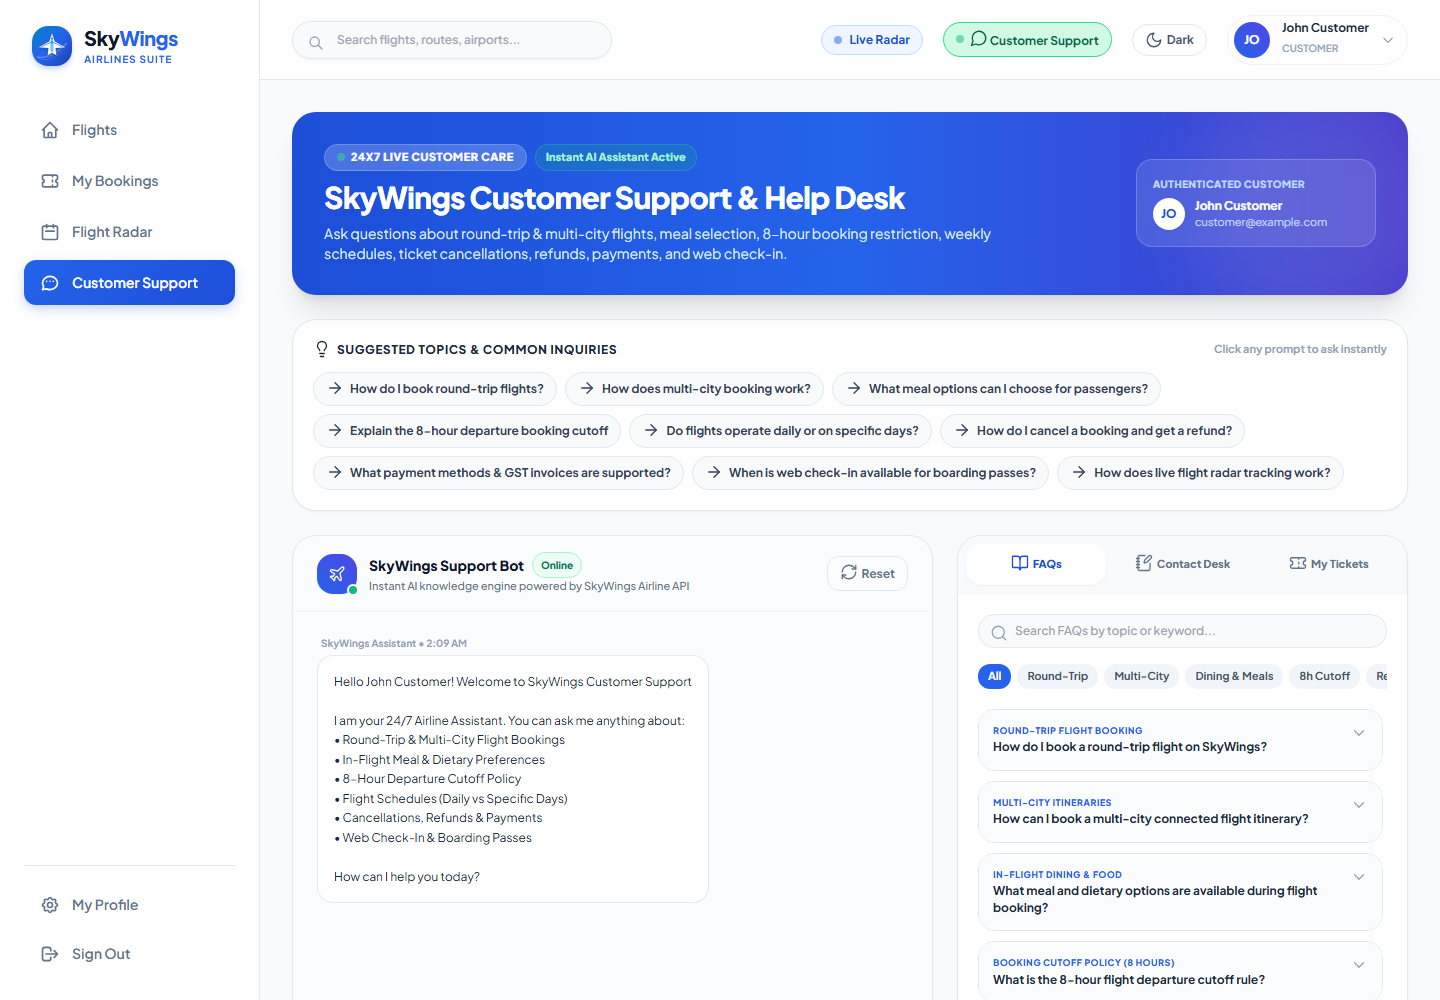 SkyWings
AIRLINES SUITE
Flights
My Bookings
Flight Radar
Customer Support
My Profile
Sign Out
Search flights, routes, airports...
Live Radar
Customer Support
Dark
JO
John Customer
CUSTOMER
24X7 LIVE CUSTOMER CARE
Instant AI Assistant Active
SkyWings Customer Support & Help Desk
Ask questions about round-trip & multi-city flights, meal selection, 8-hour booking restriction, weekly
schedules, ticket cancellations, refunds, payments, and web check-in.
AUTHENTICATED CUSTOMER
JO
John Customer
customer@example.com
SUGGESTED TOPICS & COMMON INQUIRIES
Click any prompt to ask instantly
→ How do I book round-trip flights?
→ How does multi-city booking work?
→ What meal options can I choose for passengers?
→ Explain the 8-hour departure booking cutoff
→ Do flights operate daily or on specific days?
→ How do I cancel a booking and get a refund?
→ What payment methods & GST invoices are supported?
→ When is web check-in available for boarding passes?
→ How does live flight radar tracking work?
SkyWings Support Bot
Online
Instant AI knowledge engine powered by SkyWings Airline API
Reset
SkyWings Assistant • 2:09 AM
Hello John Customer! Welcome to SkyWings Customer Support
I am your 24/7 Airline Assistant. You can ask me anything about:
• Round-Trip & Multi-City Flight Bookings
• In-Flight Meal & Dietary Preferences
• 8-Hour Departure Cutoff Policy
• Flight Schedules (Daily vs Specific Days)
• Cancellations, Refunds & Payments
• Web Check-In & Boarding Passes
How can I help you today?
FAQs
Contact Desk
My Tickets
Search FAQs by topic or keyword...
All
Round-Trip
Multi-City
Dining & Meals
8h Cutoff
Re
ROUND-TRIP FLIGHT BOOKING
How do I book a round-trip flight on SkyWings?
MULTI-CITY ITINERARIES
How can I book a multi-city connected flight itinerary?
IN-FLIGHT DINING & FOOD
What meal and dietary options are available during flight
booking?
BOOKING CUTOFF POLICY (8 HOURS)
What is the 8-hour flight departure cutoff rule?